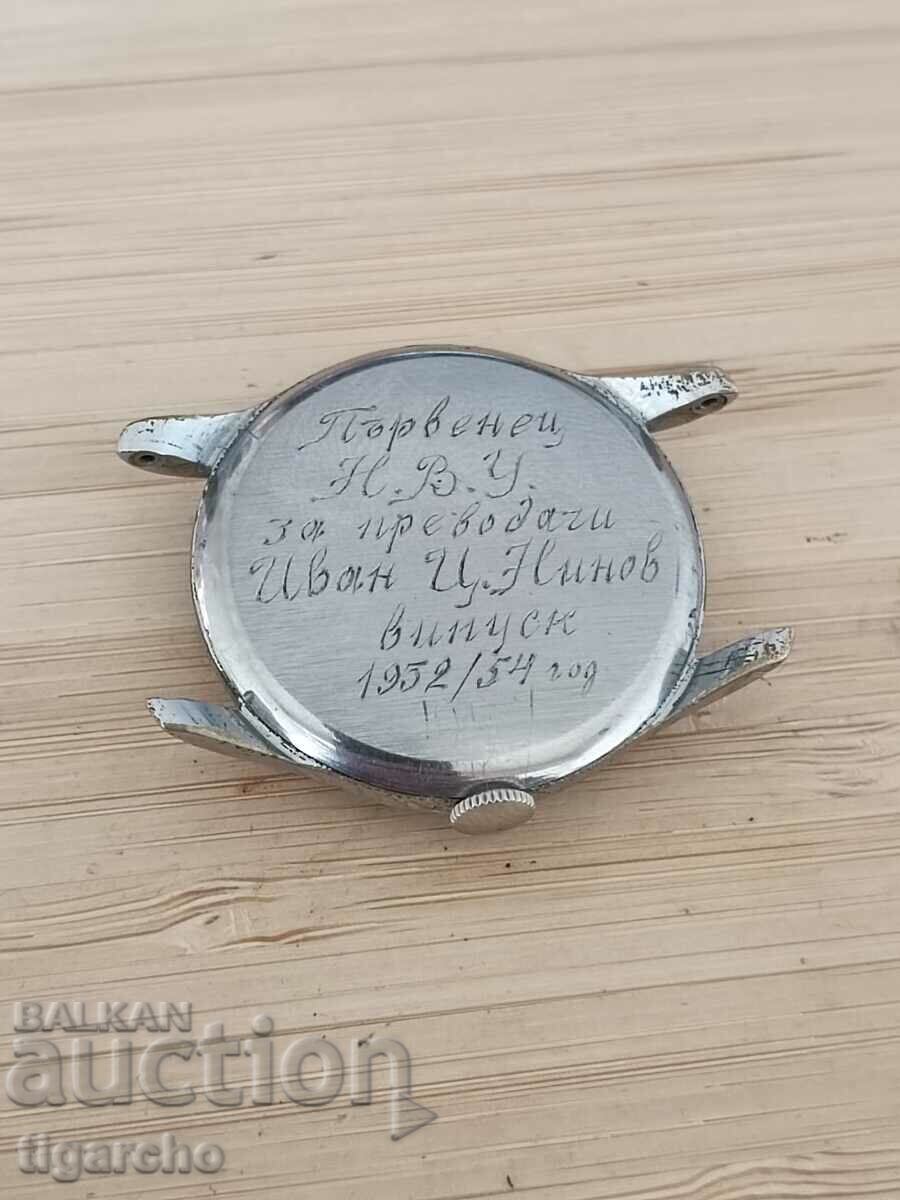 Първенец
Н.В.У.
за преводачи
Иван Ц. Нинов
випуск
1952/54 год
BALKAN
auction
tigarcho